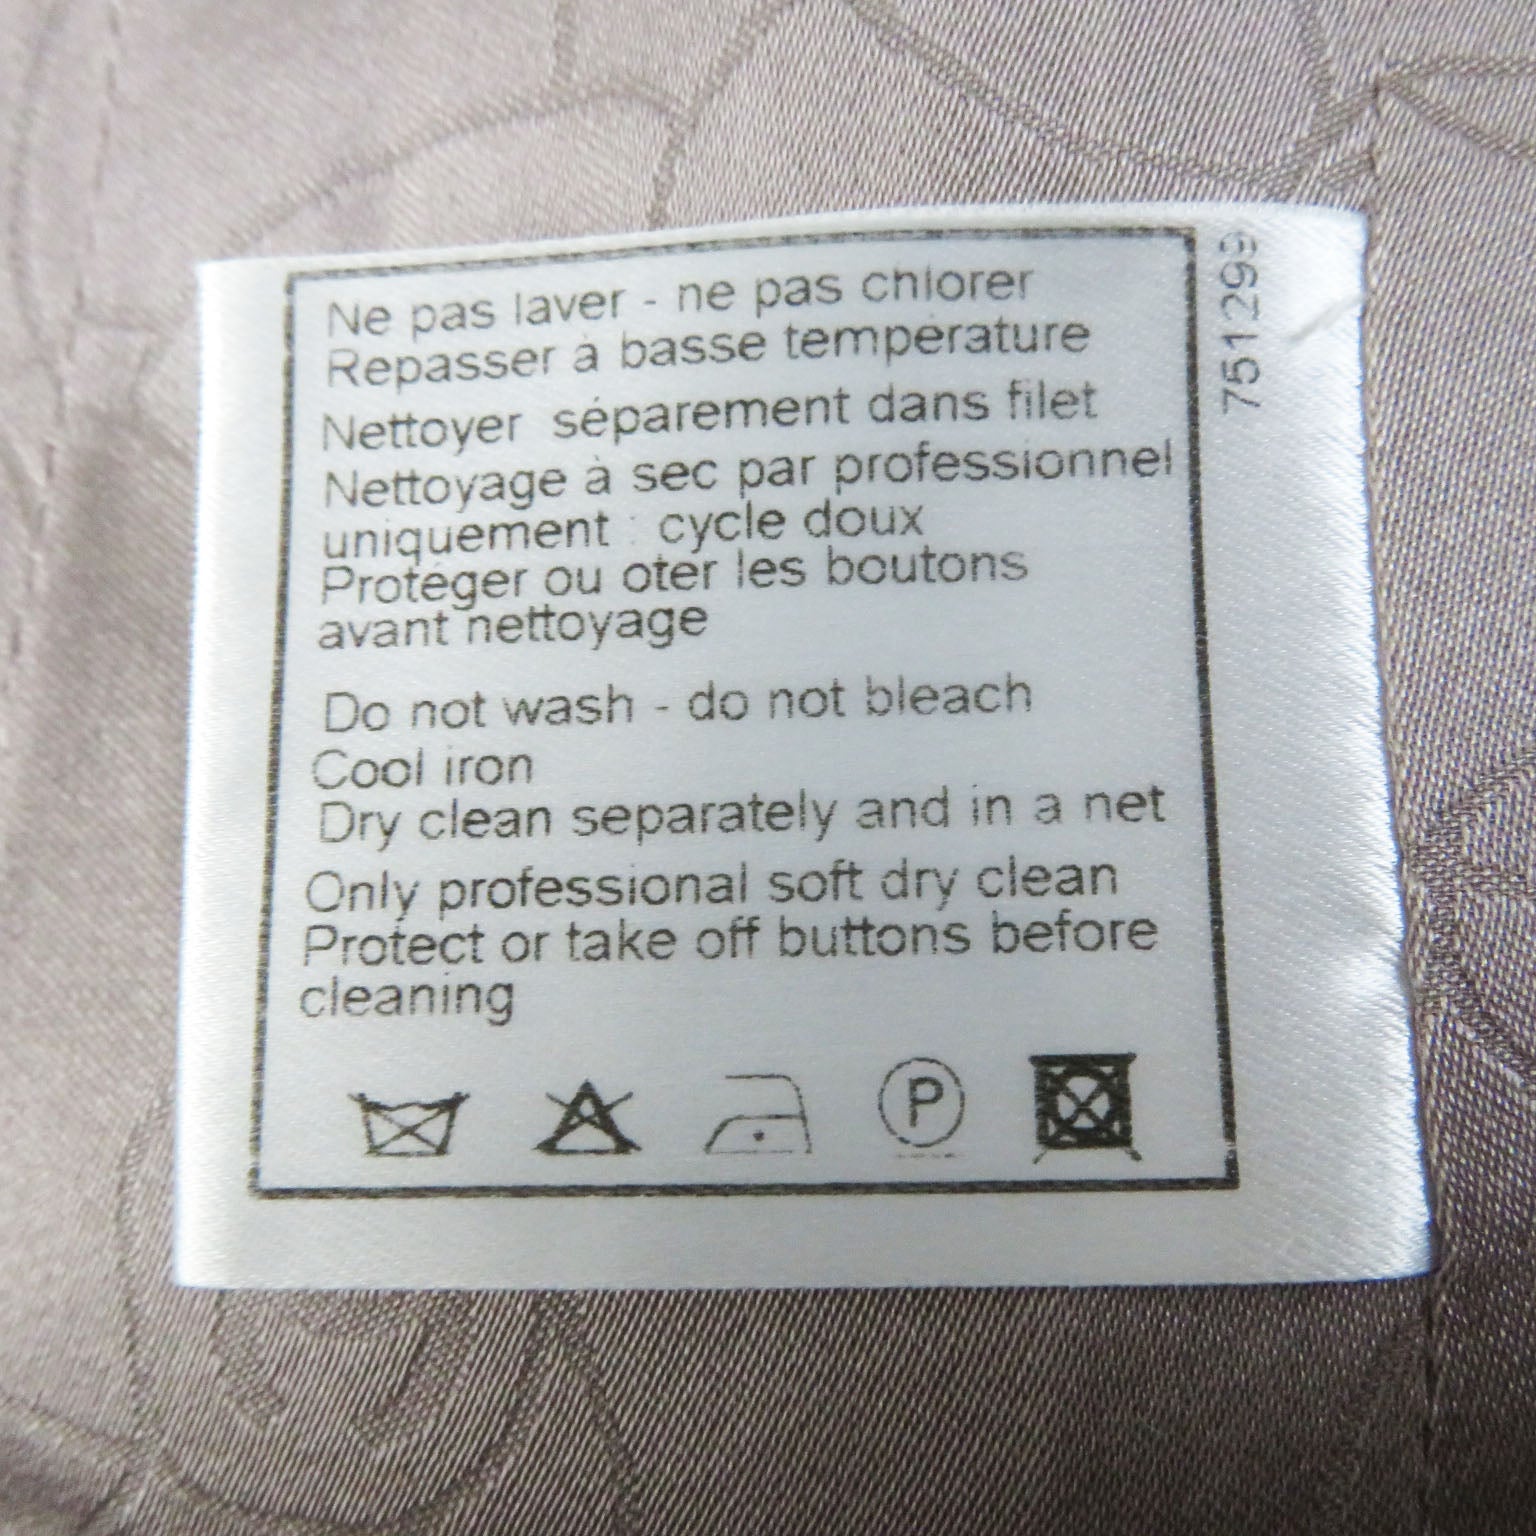 Ne pas laver - ne pas chlorer
Repasser à basse température
Nettoyer séparement dans filet
Nettoyage à sec par professionnel
uniquement : cycle doux
Protéger ou oter les boutons
avant nettoyage
Do not wash - do not bleach
Cool iron
Dry clean separately and in a net
Only professional soft dry clean
Protect or take off buttons before
cleaning
P
751299